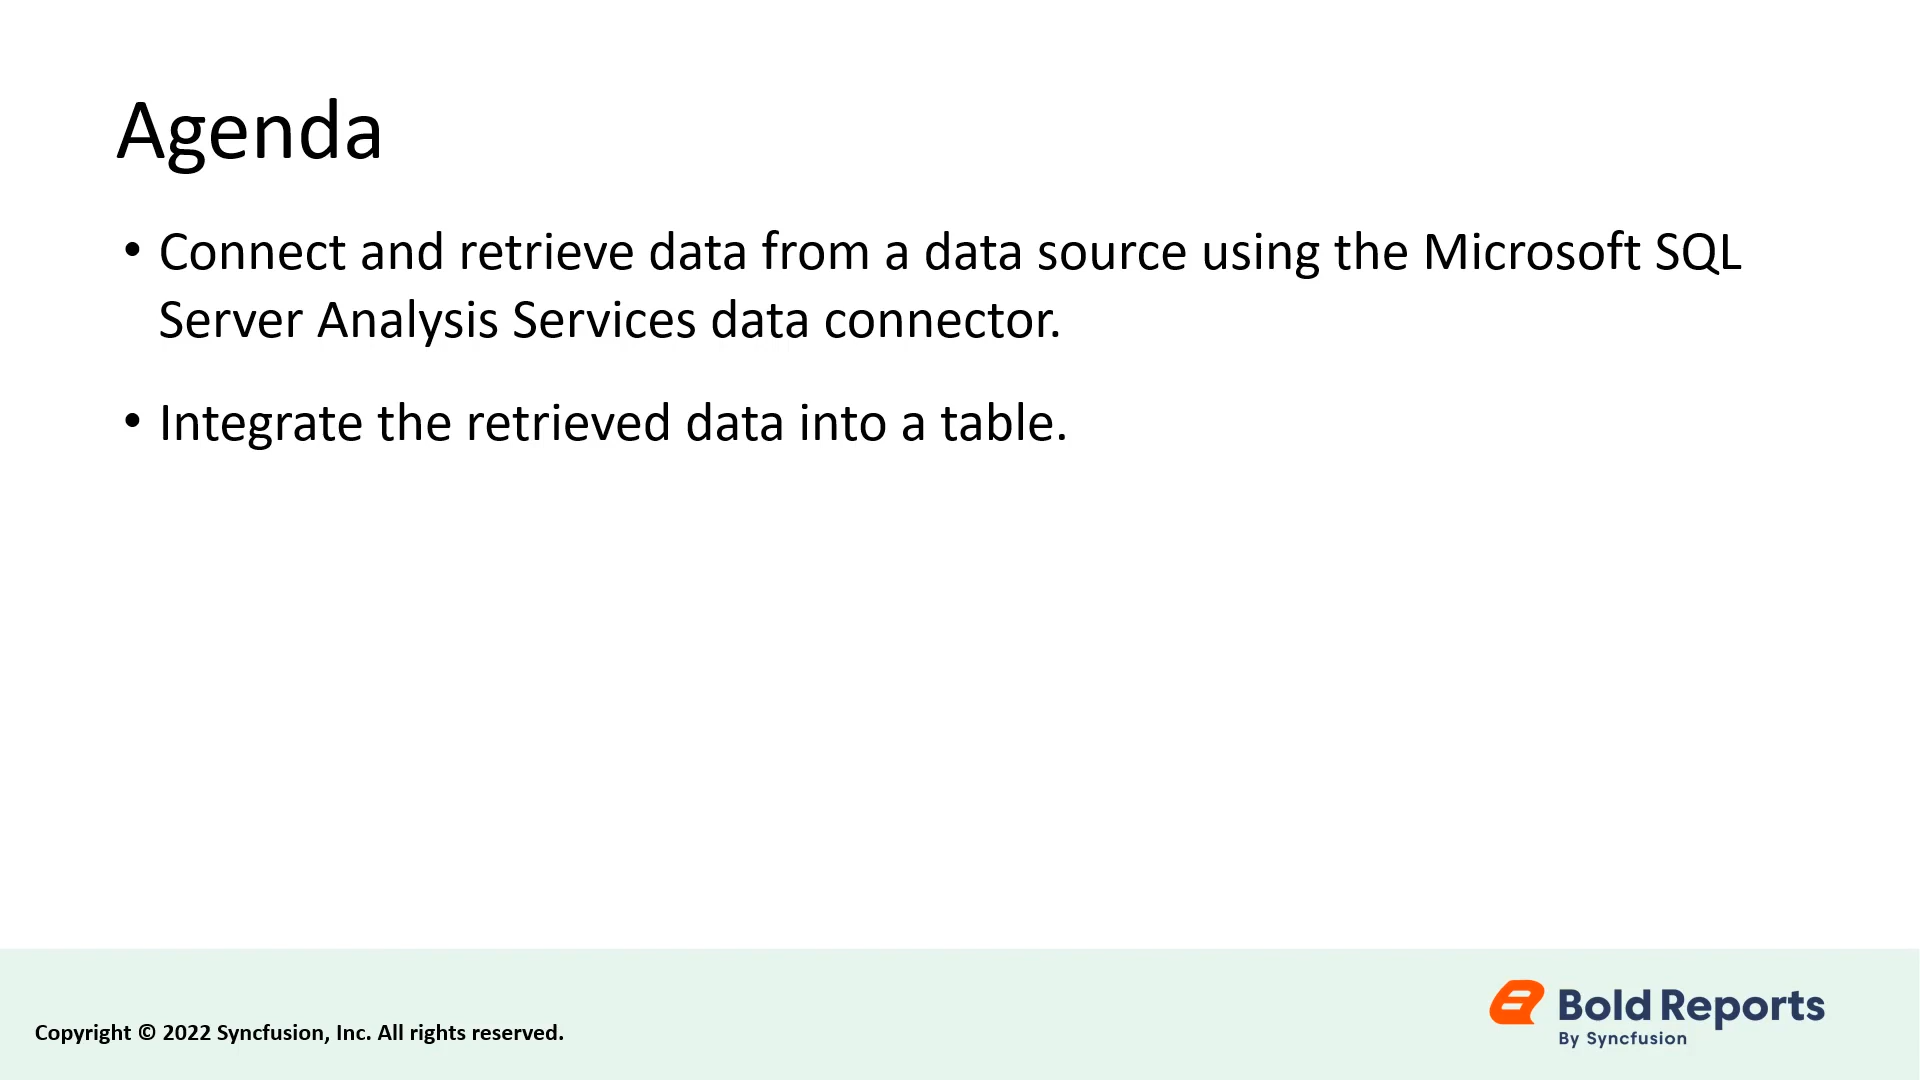 Agenda
• Connect and retrieve data from a data source using the Microsoft SQL
Server Analysis Services data connector.
• Integrate the retrieved data into a table.
Copyright © 2022 Syncfusion, Inc. All rights reserved.
Bold Reports
By Syncfusion